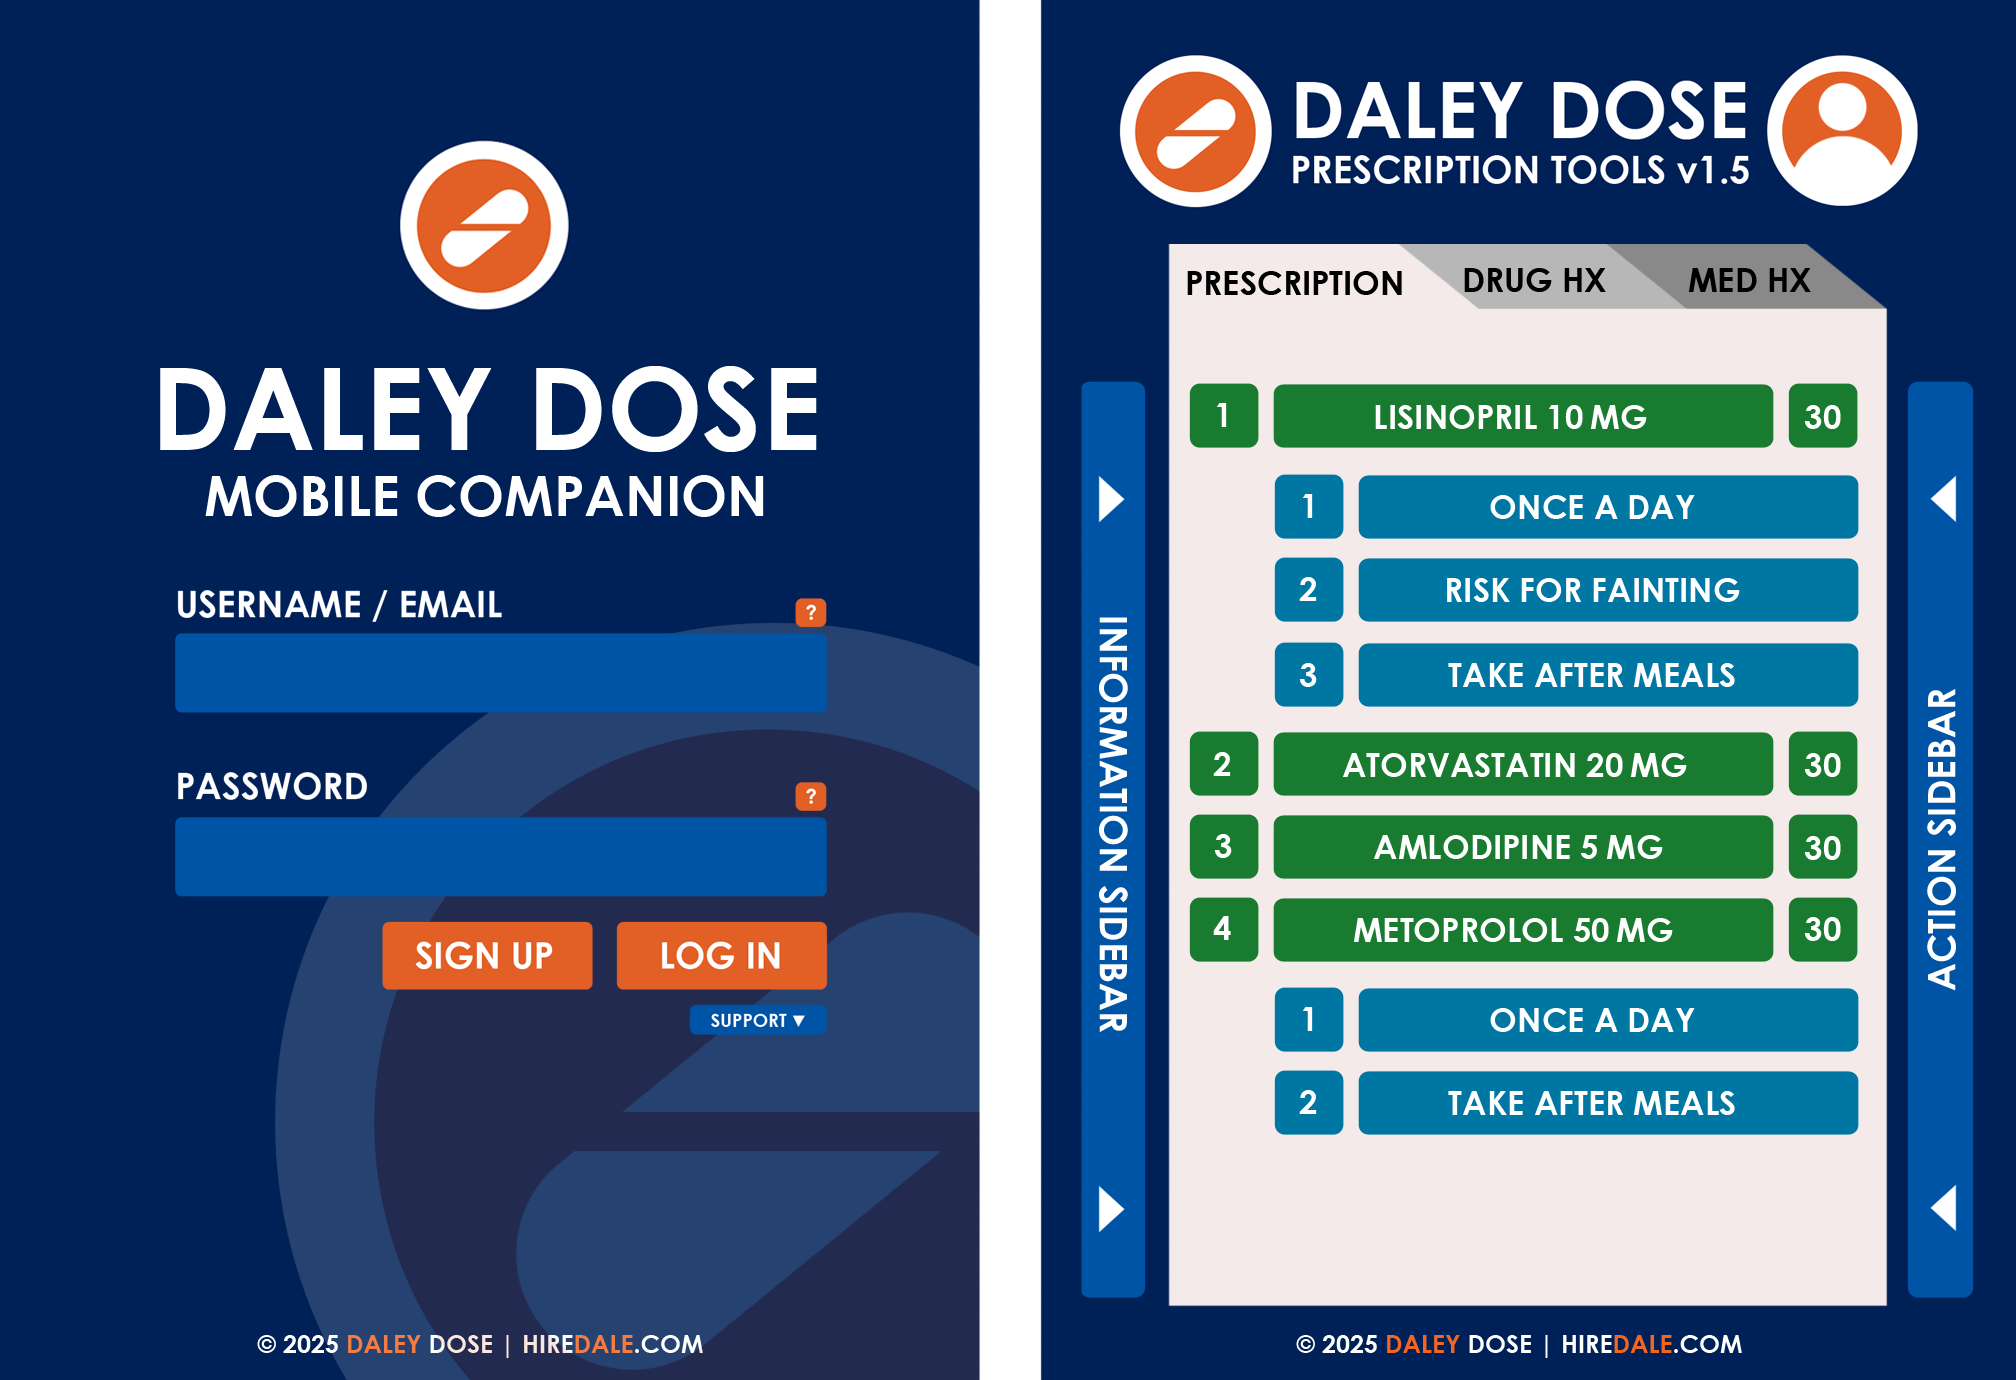 DALEY DOSE
MOBILE COMPANION
USERNAME / EMAIL
?
PASSWORD
?
SIGN UP
LOG IN
SUPPORT ▼
© 2025 DALEY DOSE | HIREDALE.COM
DALEY DOSE
PRESCRIPTION TOOLS v1.5
PRESCRIPTION
DRUG HX
MED HX
INFORMATION SIDEBAR
1 LISINOPRIL 10 MG 30
1 ONCE A DAY
2 RISK FOR FAINTING
3 TAKE AFTER MEALS
2 ATORVASTATIN 20 MG 30
3 AMLODIPINE 5 MG 30
4 METOPROLOL 50 MG 30
1 ONCE A DAY
2 TAKE AFTER MEALS
ACTION SIDEBAR
© 2025 DALEY DOSE | HIREDALE.COM